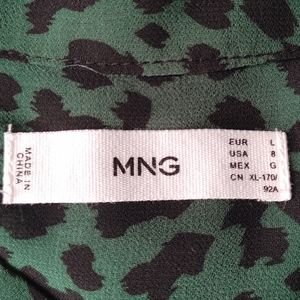 MADE IN
CHINA
MNG
EUR L
USA 8
MEX G
CN XL-170/
92A